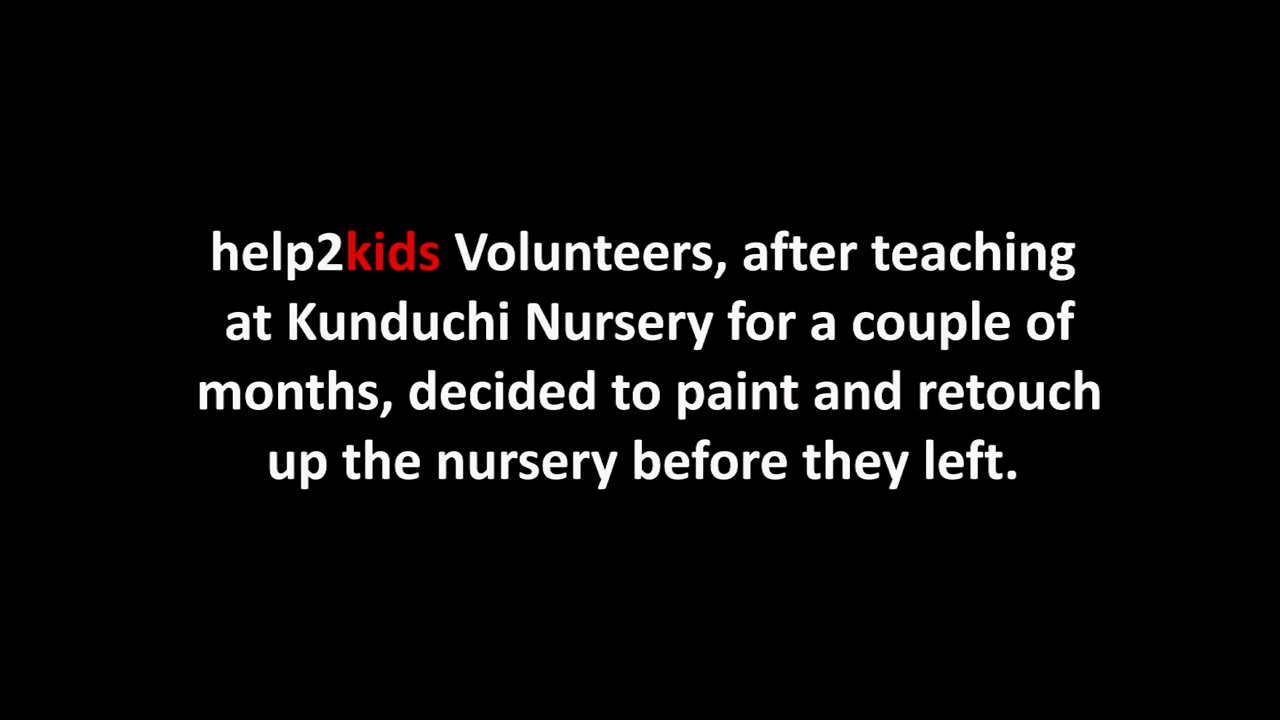 help2kids Volunteers, after teaching
at Kunduchi Nursery for a couple of
months, decided to paint and retouch
up the nursery before they left.